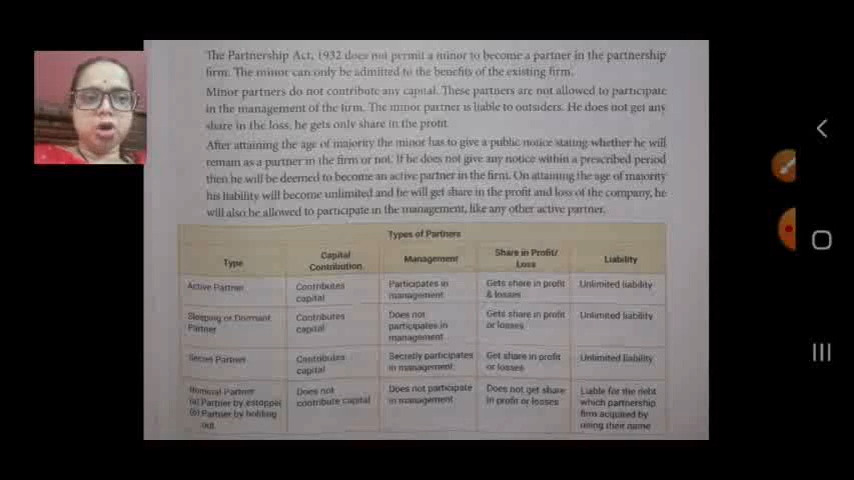 The Partnership Act, 1932 does not permit a minor to become a partner in the partnership
firm. The minor can only be admitted to the benefits of the existing firm.
Minor partners do not contribute any capital. These partners are not allowed to participate
in the management of the firm. The minor partner is liable to outsiders. He does not get any
share in the loss, he gets only share in the profit.
After attaining the age of majority the minor has to give a public notice stating whether he will
remain as a partner in the firm or not. If he does not give any notice within a prescribed period
then he will be deemed to become an active partner in the firm. On attaining the age of majority
his liability will become unlimited and he will get share in the profit and loss of the company, he
will also be allowed to participate in the management, like any other active partner.
Types of Partners
Type
Capital
Contribution
Management
Share in Profit/
Loss
Liability
Active Partner
Contributes
capital
Participates in
management
Gets share in profit
& losses
Unlimited liability
Sleeping or Dormant
Partner
Contributes
capital
Does not
participates in
management
Gets share in profit
or losses
Unlimited liability
Secret Partner
Contributes
capital
Secretly participates
in management
Get share in profit
or losses
Unlimited liability
Nominal Partner
(a) Partner by estoppel
(b) Partner by holding
out
Does not
contribute capital
Does not participate
in management
Does not get share
in profit or losses
Liable for the debt
which partnership
firm acquired by
using their name